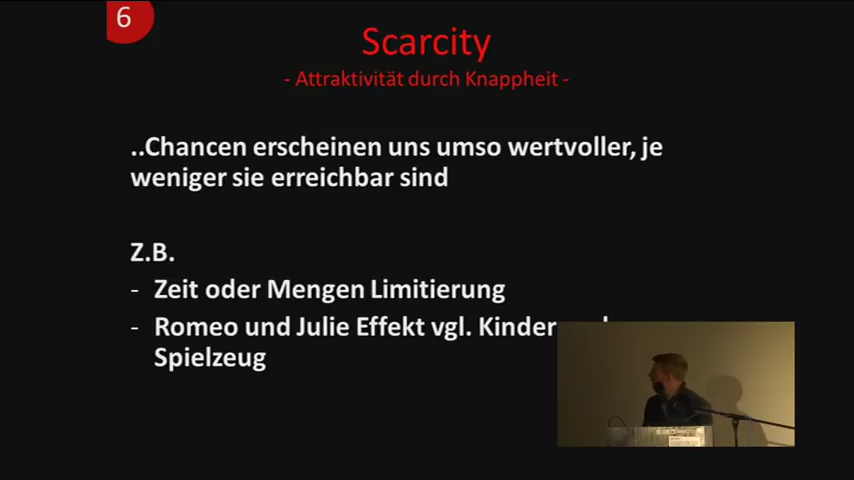 6
Scarcity
- Attraktivität durch Knappheit -
..Chancen erscheinen uns umso wertvoller, je
weniger sie erreichbar sind
Z.B.
- Zeit oder Mengen Limitierung
- Romeo und Julie Effekt vgl. Kinder
Spielzeug